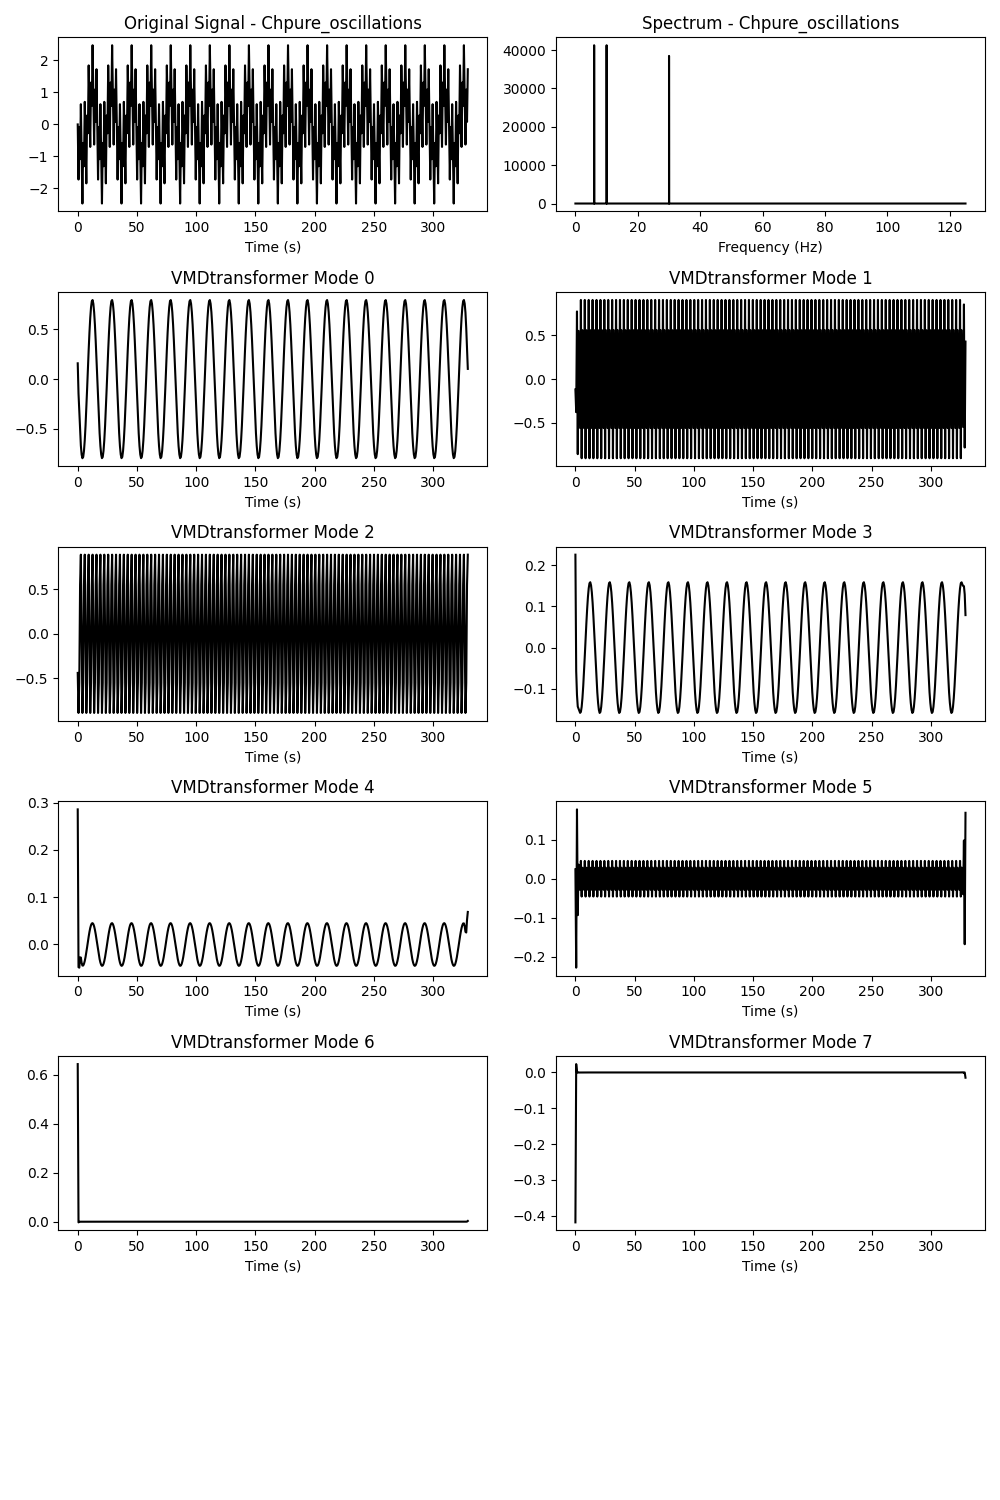 Original Signal - Chpure_oscillations
2
1
0
−1
−2
0 50 100 150 200 250 300
Time (s)
Spectrum - Chpure_oscillations
40000
30000
20000
10000
0
0 20 40 60 80 100 120
Frequency (Hz)
VMDtransformer Mode 0
0.5
0.0
−0.5
0 50 100 150 200 250 300
Time (s)
VMDtransformer Mode 1
0.5
0.0
−0.5
0 50 100 150 200 250 300
Time (s)
VMDtransformer Mode 2
0.5
0.0
−0.5
0 50 100 150 200 250 300
Time (s)
VMDtransformer Mode 3
0.2
0.1
0.0
−0.1
0 50 100 150 200 250 300
Time (s)
VMDtransformer Mode 4
0.3
0.2
0.1
0.0
0 50 100 150 200 250 300
Time (s)
VMDtransformer Mode 5
0.1
0.0
−0.1
−0.2
0 50 100 150 200 250 300
Time (s)
VMDtransformer Mode 6
0.6
0.4
0.2
0.0
0 50 100 150 200 250 300
Time (s)
VMDtransformer Mode 7
0.0
−0.1
−0.2
−0.3
−0.4
0 50 100 150 200 250 300
Time (s)